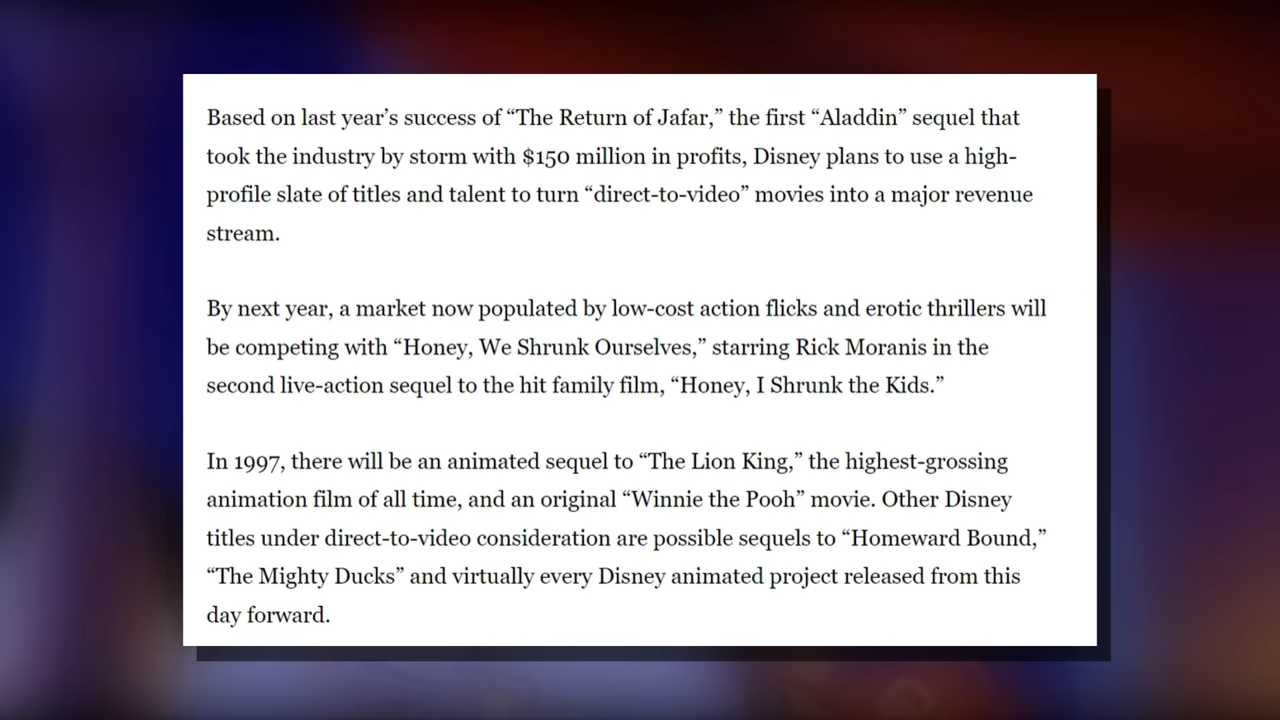 Based on last year’s success of “The Return of Jafar,” the first “Aladdin” sequel that
took the industry by storm with $150 million in profits, Disney plans to use a high-
profile slate of titles and talent to turn “direct-to-video” movies into a major revenue
stream.
By next year, a market now populated by low-cost action flicks and erotic thrillers will
be competing with “Honey, We Shrunk Ourselves,” starring Rick Moranis in the
second live-action sequel to the hit family film, “Honey, I Shrunk the Kids.”
In 1997, there will be an animated sequel to “The Lion King,” the highest-grossing
animation film of all time, and an original “Winnie the Pooh” movie. Other Disney
titles under direct-to-video consideration are possible sequels to “Homeward Bound,”
“The Mighty Ducks” and virtually every Disney animated project released from this
day forward.